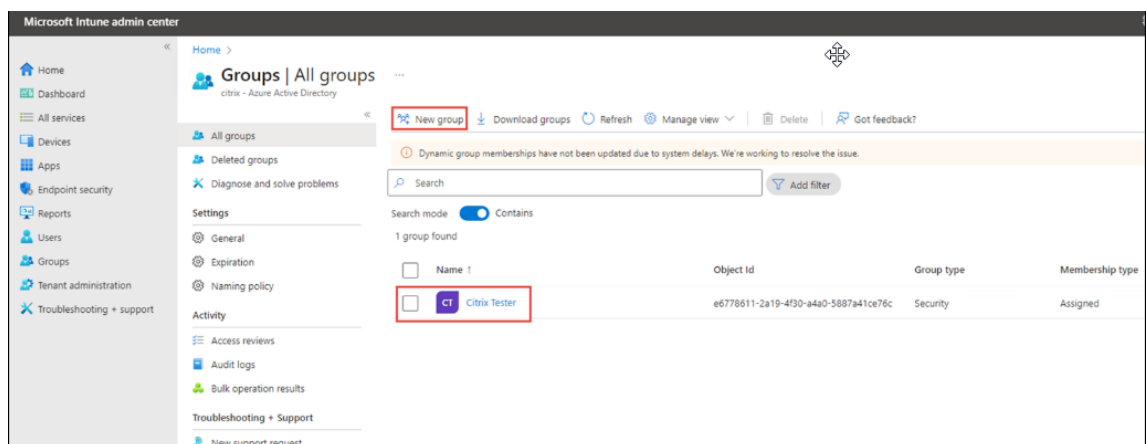 Microsoft Intune admin center
«
Home
Dashboard
All services
Devices
Apps
Endpoint security
Reports
Users
Groups
Tenant administration
Troubleshooting + support
Home >
Groups | All groups ...
citrix - Azure Active Directory
«
All groups
Deleted groups
Diagnose and solve problems
Settings
General
Expiration
Naming policy
Activity
Access reviews
Audit logs
Bulk operation results
Troubleshooting + Support
New support request
New group Download groups Refresh Manage view Delete Got feedback?
Dynamic group memberships have not been updated due to system delays. We're working to resolve the issue.
Search Add filter
Search mode Contains
1 group found
Name ↑ Object Id Group type Membership type
CT Citrix Tester e6778611-2a19-4f30-a4a0-5887a41ce76c Security Assigned